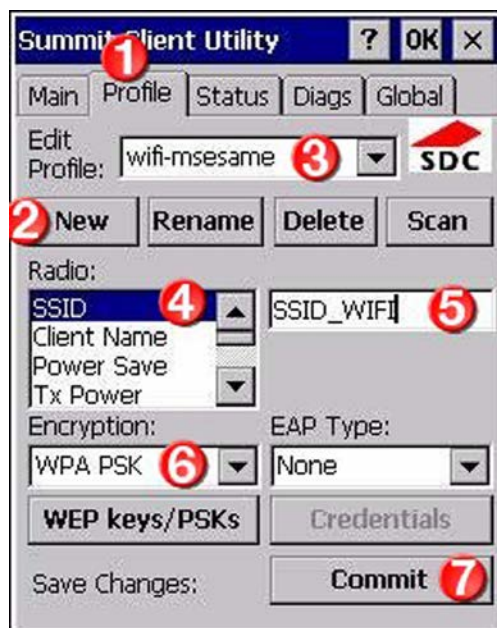 Summit Client Utility ? OK ×
1
Main Profile Status Diags Global
Edit Profile: wifi-msesame 3 SDC
2 New Rename Delete Scan
Radio:
SSID 4 SSID_WIFI 5
Client Name
Power Save
Tx Power
Encryption: EAP Type:
WPA PSK 6 None
WEP keys/PSKs Credentials
Save Changes: Commit 7